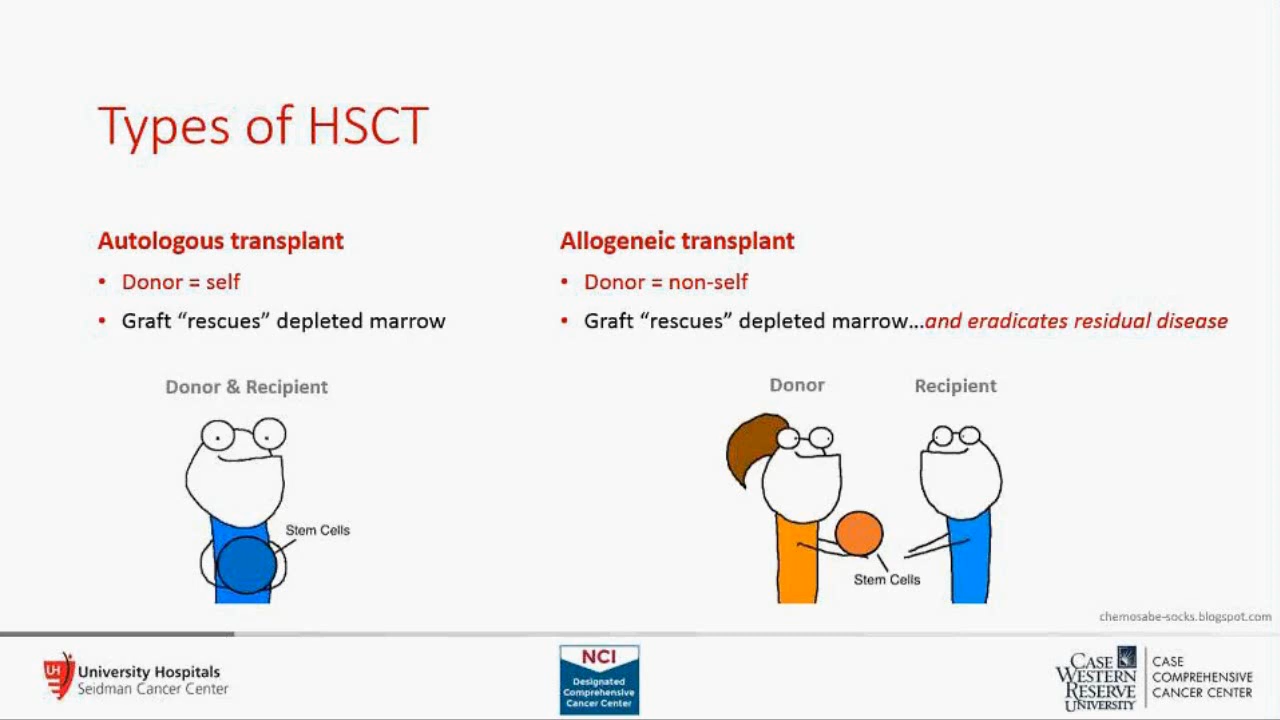 Types of HSCT
Autologous transplant
• Donor = self
• Graft “rescues” depleted marrow
Donor & Recipient
Stem Cells
Allogeneic transplant
• Donor = non-self
• Graft “rescues” depleted marrow...and eradicates residual disease
Donor
Recipient
Stem Cells
chemosabe-socks.blogspot.com
UH
University Hospitals
Seidman Cancer Center
NCI
Designated
Comprehensive
Cancer Center
CASE
WESTERN
RESERVE
UNIVERSITY
CASE
COMPREHENSIVE
CANCER CENTER